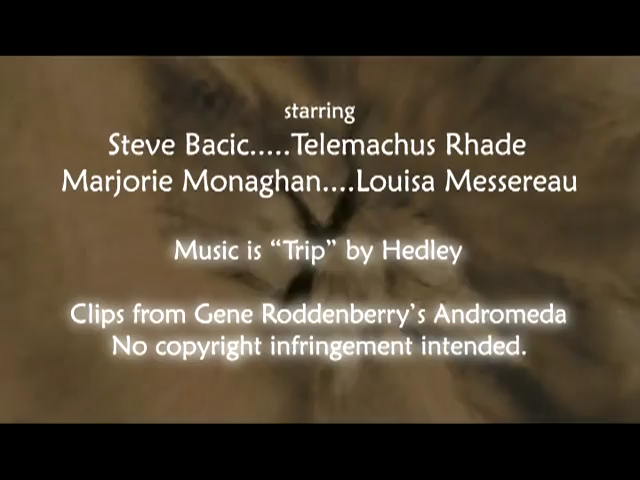 starring
Steve Bacic.....Telemachus Rhade
Marjorie Monaghan....Louisa Messereau
Music is “Trip” by Hedley
Clips from Gene Roddenberry's Andromeda
No copyright infringement intended.